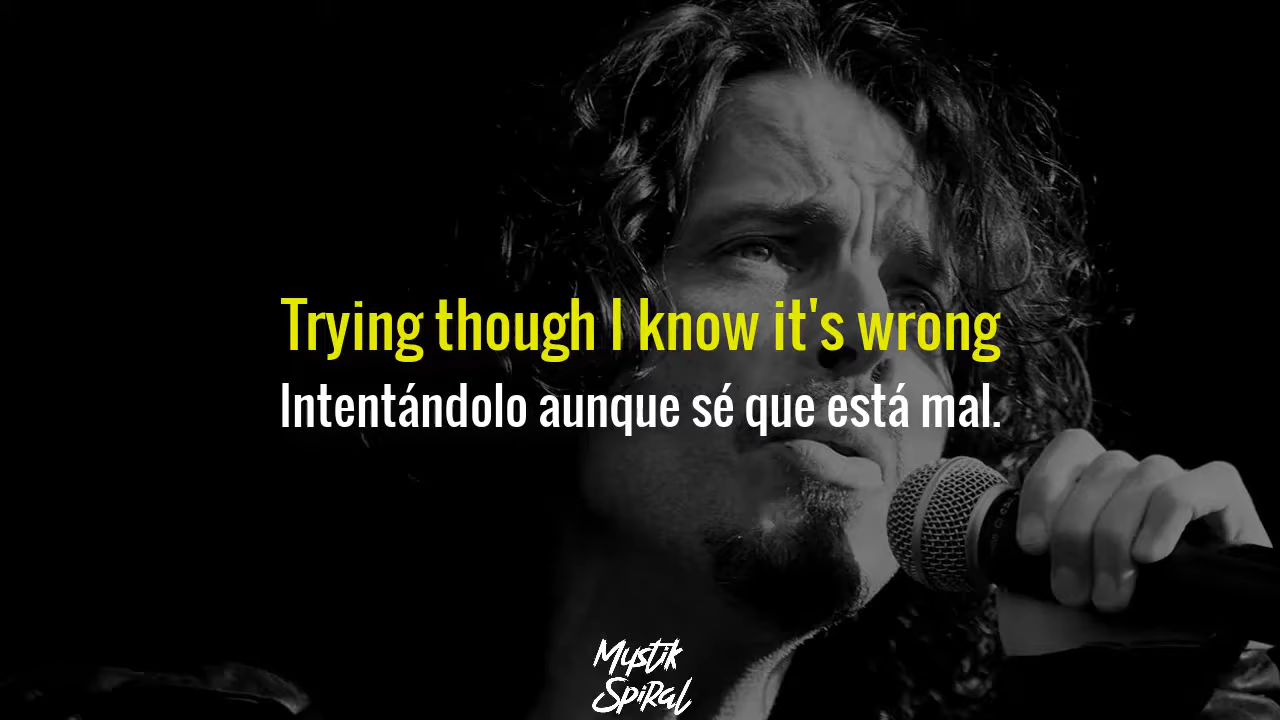 Trying though I know it's wrong
Intentándolo aunque sé que está mal.
Mystik
Spiral